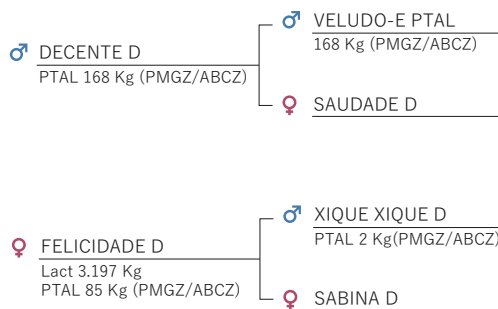 VELUDO-E PTAL
168 Kg (PMGZ/ABCZ)
DECENTE D
PTAL 168 Kg (PMGZ/ABCZ)
SAUDADE D
XIQUE XIQUE D
PTAL 2 Kg(PMGZ/ABCZ)
FELICIDADE D
Lact 3.197 Kg
PTAL 85 Kg (PMGZ/ABCZ)
SABINA D